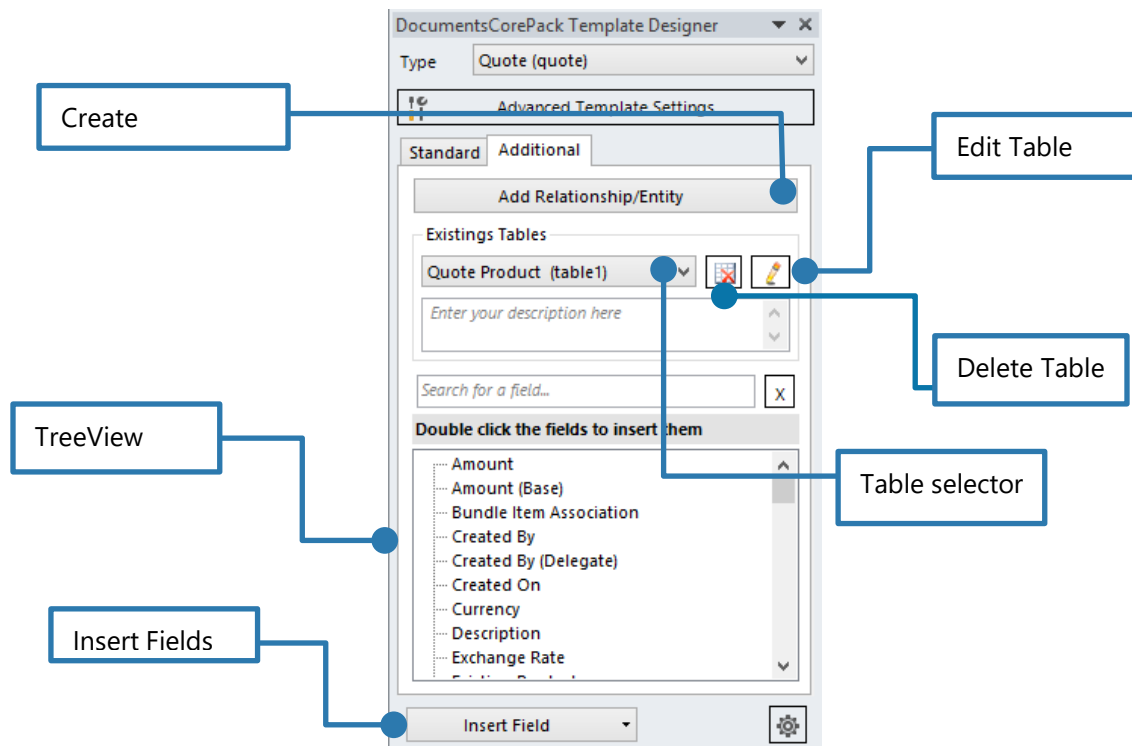 DocumentsCorePack Template Designer
Type Quote (quote)
Advanced Template Settings
Create
Standard Additional
Edit Table
Add Relationship/Entity
Existings Tables
Quote Product (table1)
Enter your description here
Delete Table
Search for a field... x
Double click the fields to insert them
TreeView
Amount
Amount (Base)
Table selector
Bundle Item Association
Created By
Created By (Delegate)
Created On
Currency
Description
Insert Fields
Exchange Rate
Insert Field